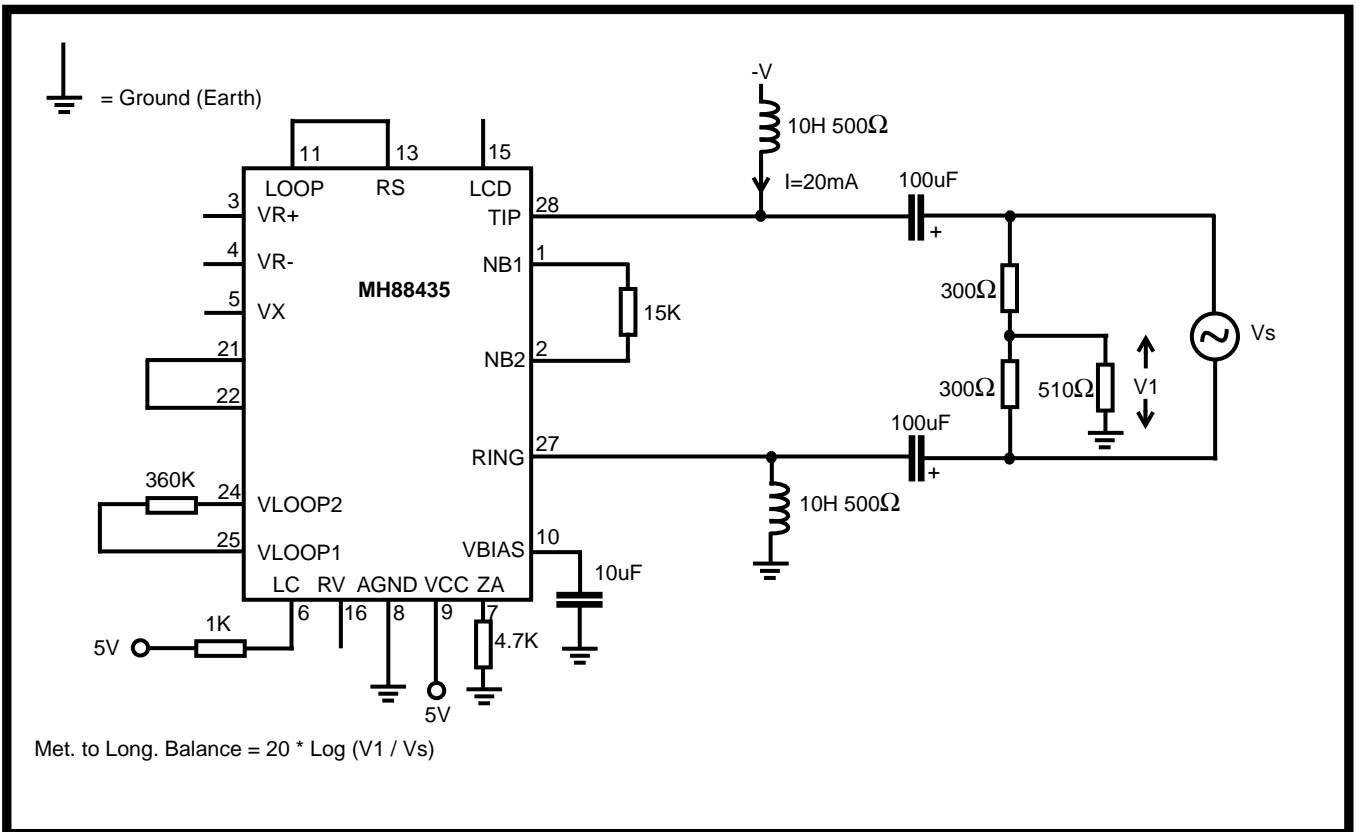 = Ground (Earth)
-V
10H 500Ω
I=20mA
11
13
15
LOOP
RS
LCD
3
VR+
4
VR-
5
VX
MH88435
TIP
28
NB1
1
15K
NB2
2
100uF
+
300Ω
300Ω
510Ω
V1
Vs
21
22
RING
27
100uF
+
10H 500Ω
360K
24
VLOOP2
25
VLOOP1
VBIAS
10
10uF
LC RV AGND VCC ZA
6
16
8
9
7
1K
5V
4.7K
5V
Met. to Long. Balance = 20 * Log (V1 / Vs)